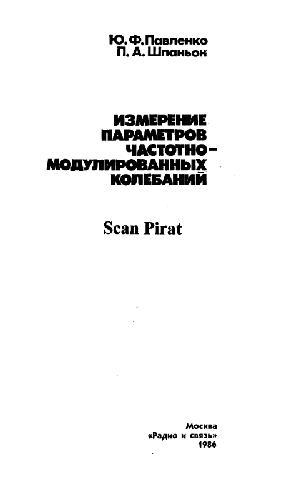 Ю. Ф. Павленко
П. А. Шпаньон
ИЗМЕРЕНИЕ
ПАРАМЕТРОВ
ЧАСТОТНО-
МОДУЛИРОВАННЫХ
КОЛЕБАНИЙ
Scan Pirat
Москва
«Радио и связь»
1986